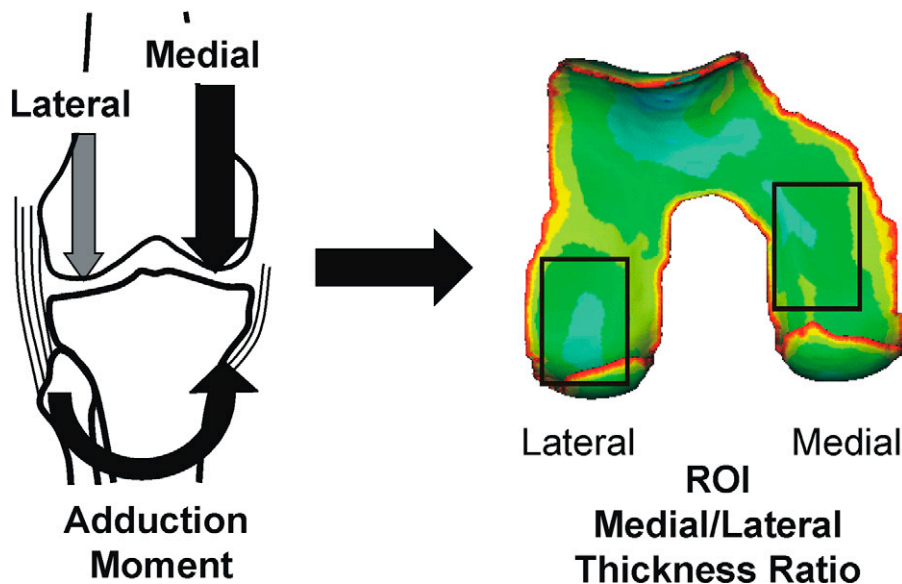 Medial
Lateral
Adduction
Moment
Lateral
Medial
ROI
Medial/Lateral
Thickness Ratio